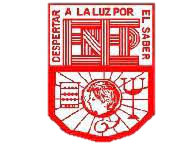 DESPERTAR
A LA LUZ POR
EL SABER
ENP